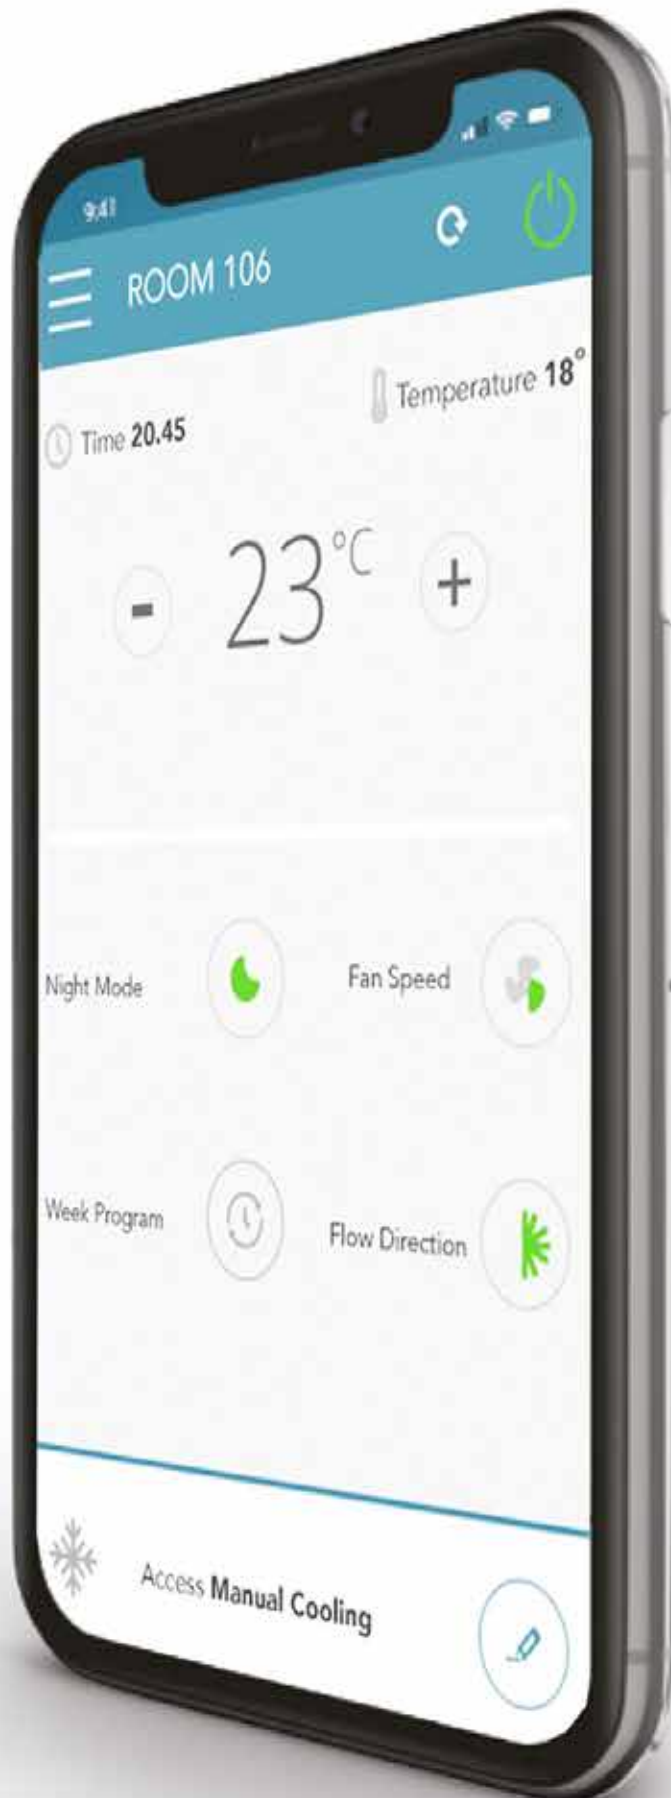 9:41
ROOM 106
Time 20.45
Temperature 18°
- 23°C +
Night Mode
Fan Speed
Week Program
Flow Direction
Access Manual Cooling